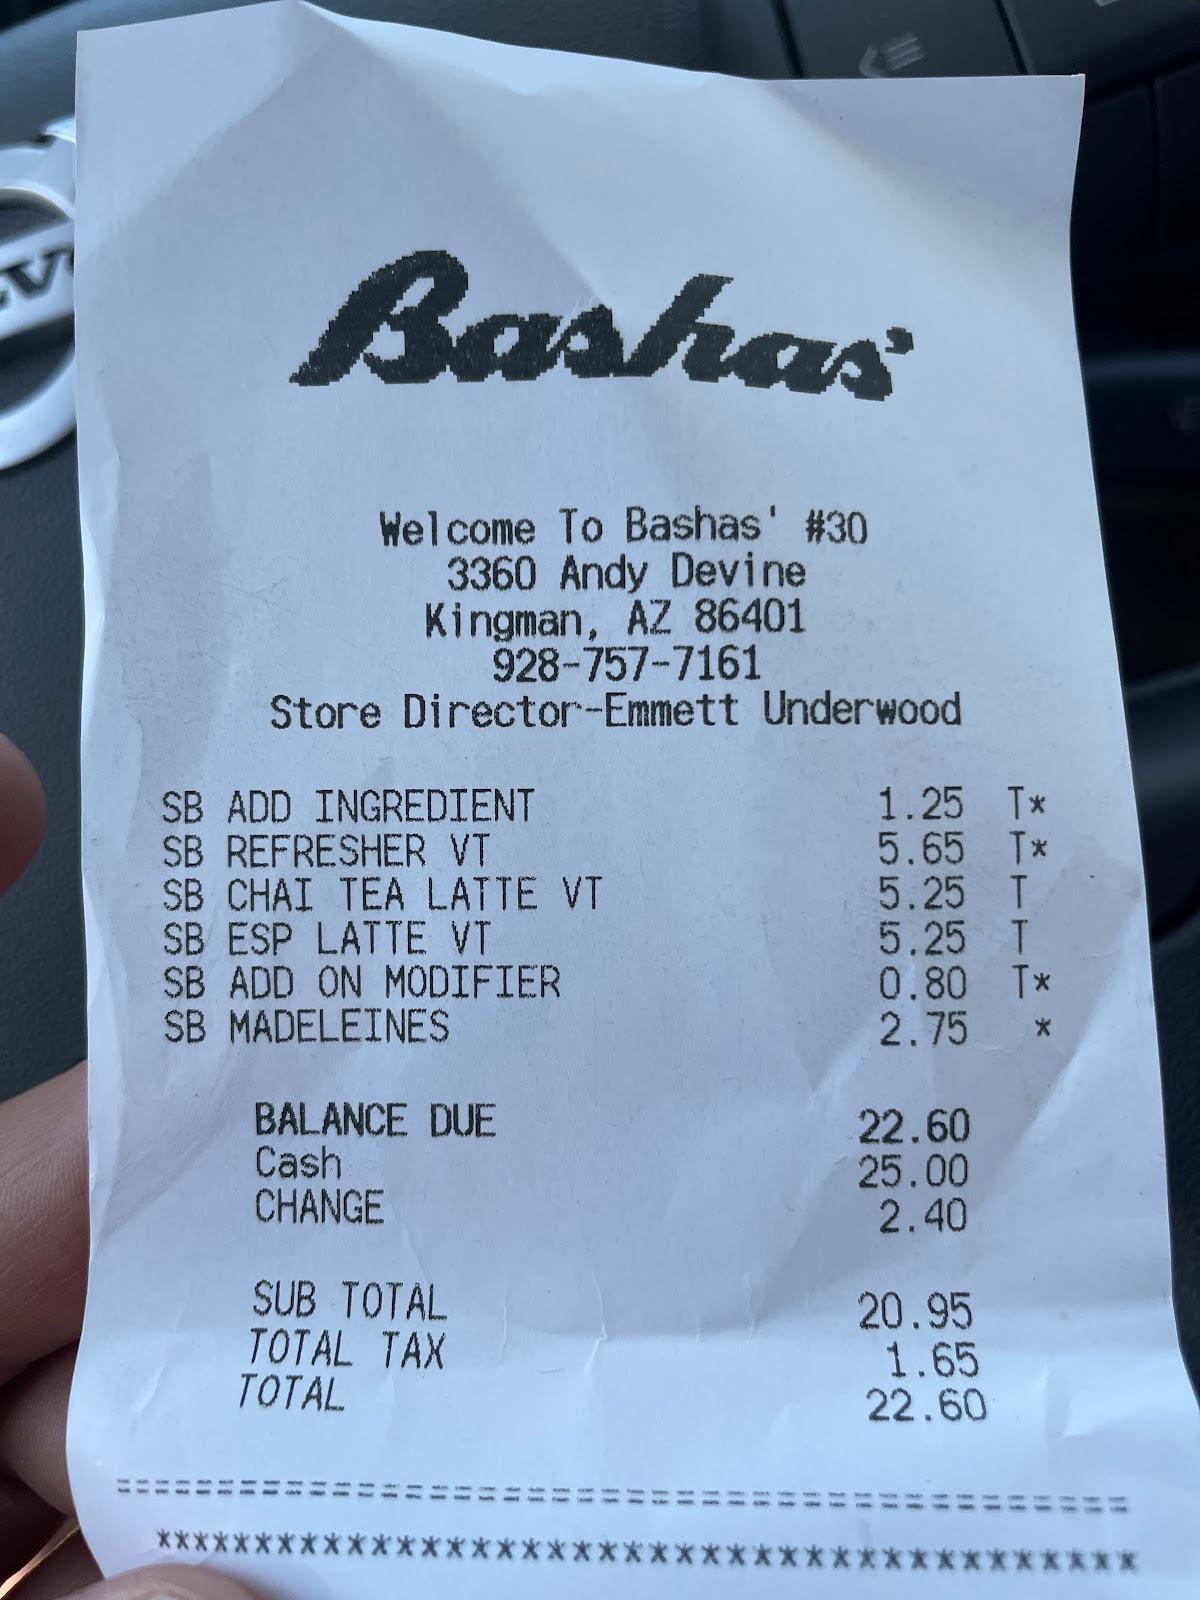 Bashas'
Welcome To Bashas' #30
3360 Andy Devine
Kingman, AZ 86401
928-757-7161
Store Director-Emmett Underwood
SB ADD INGREDIENT 1.25 T*
SB REFRESHER VT 5.65 T*
SB CHAI TEA LATTE VT 5.25 T
SB ESP LATTE VT 5.25 T
SB ADD ON MODIFIER 0.80 T*
SB MADELEINES 2.75 *
BALANCE DUE 22.60
Cash 25.00
CHANGE 2.40
SUB TOTAL 20.95
TOTAL TAX 1.65
TOTAL 22.60